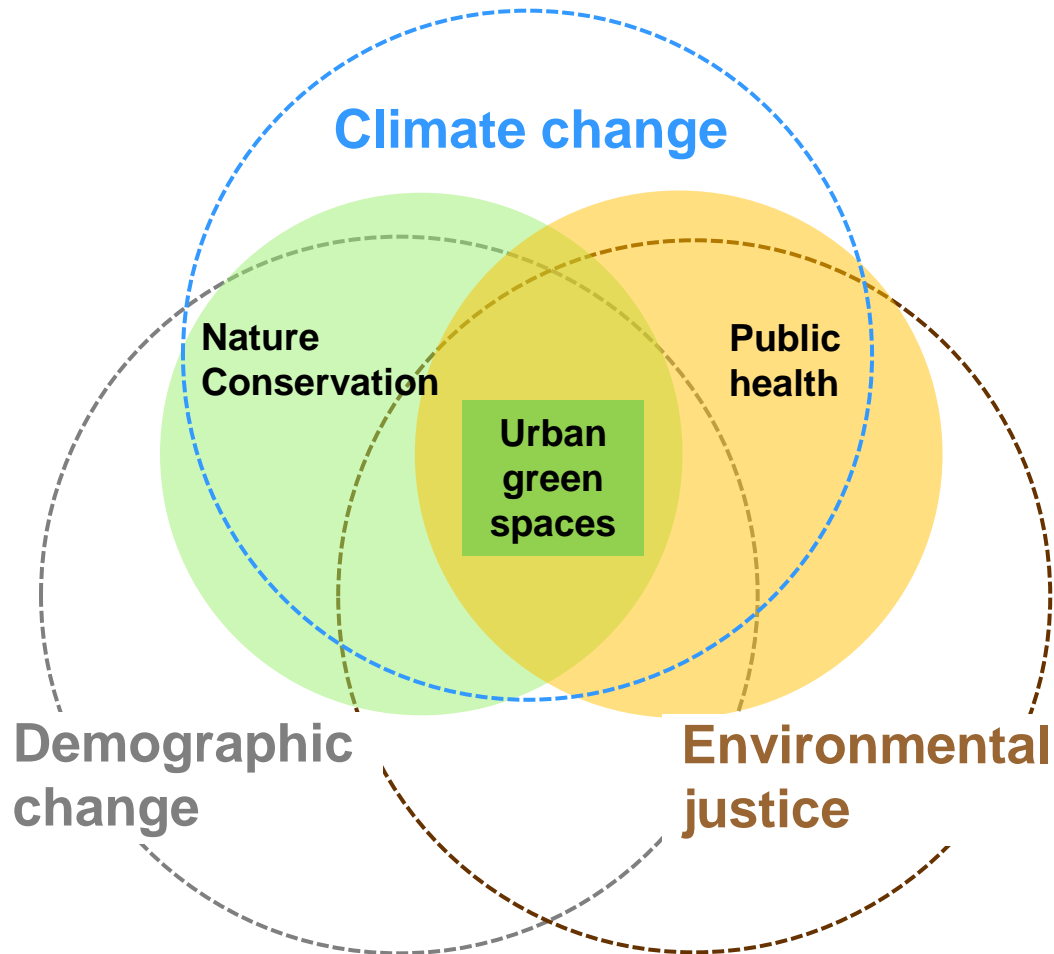 Climate change
Nature
Conservation
Public
health
Urban
green
spaces
Demographic
change
Environmental
justice